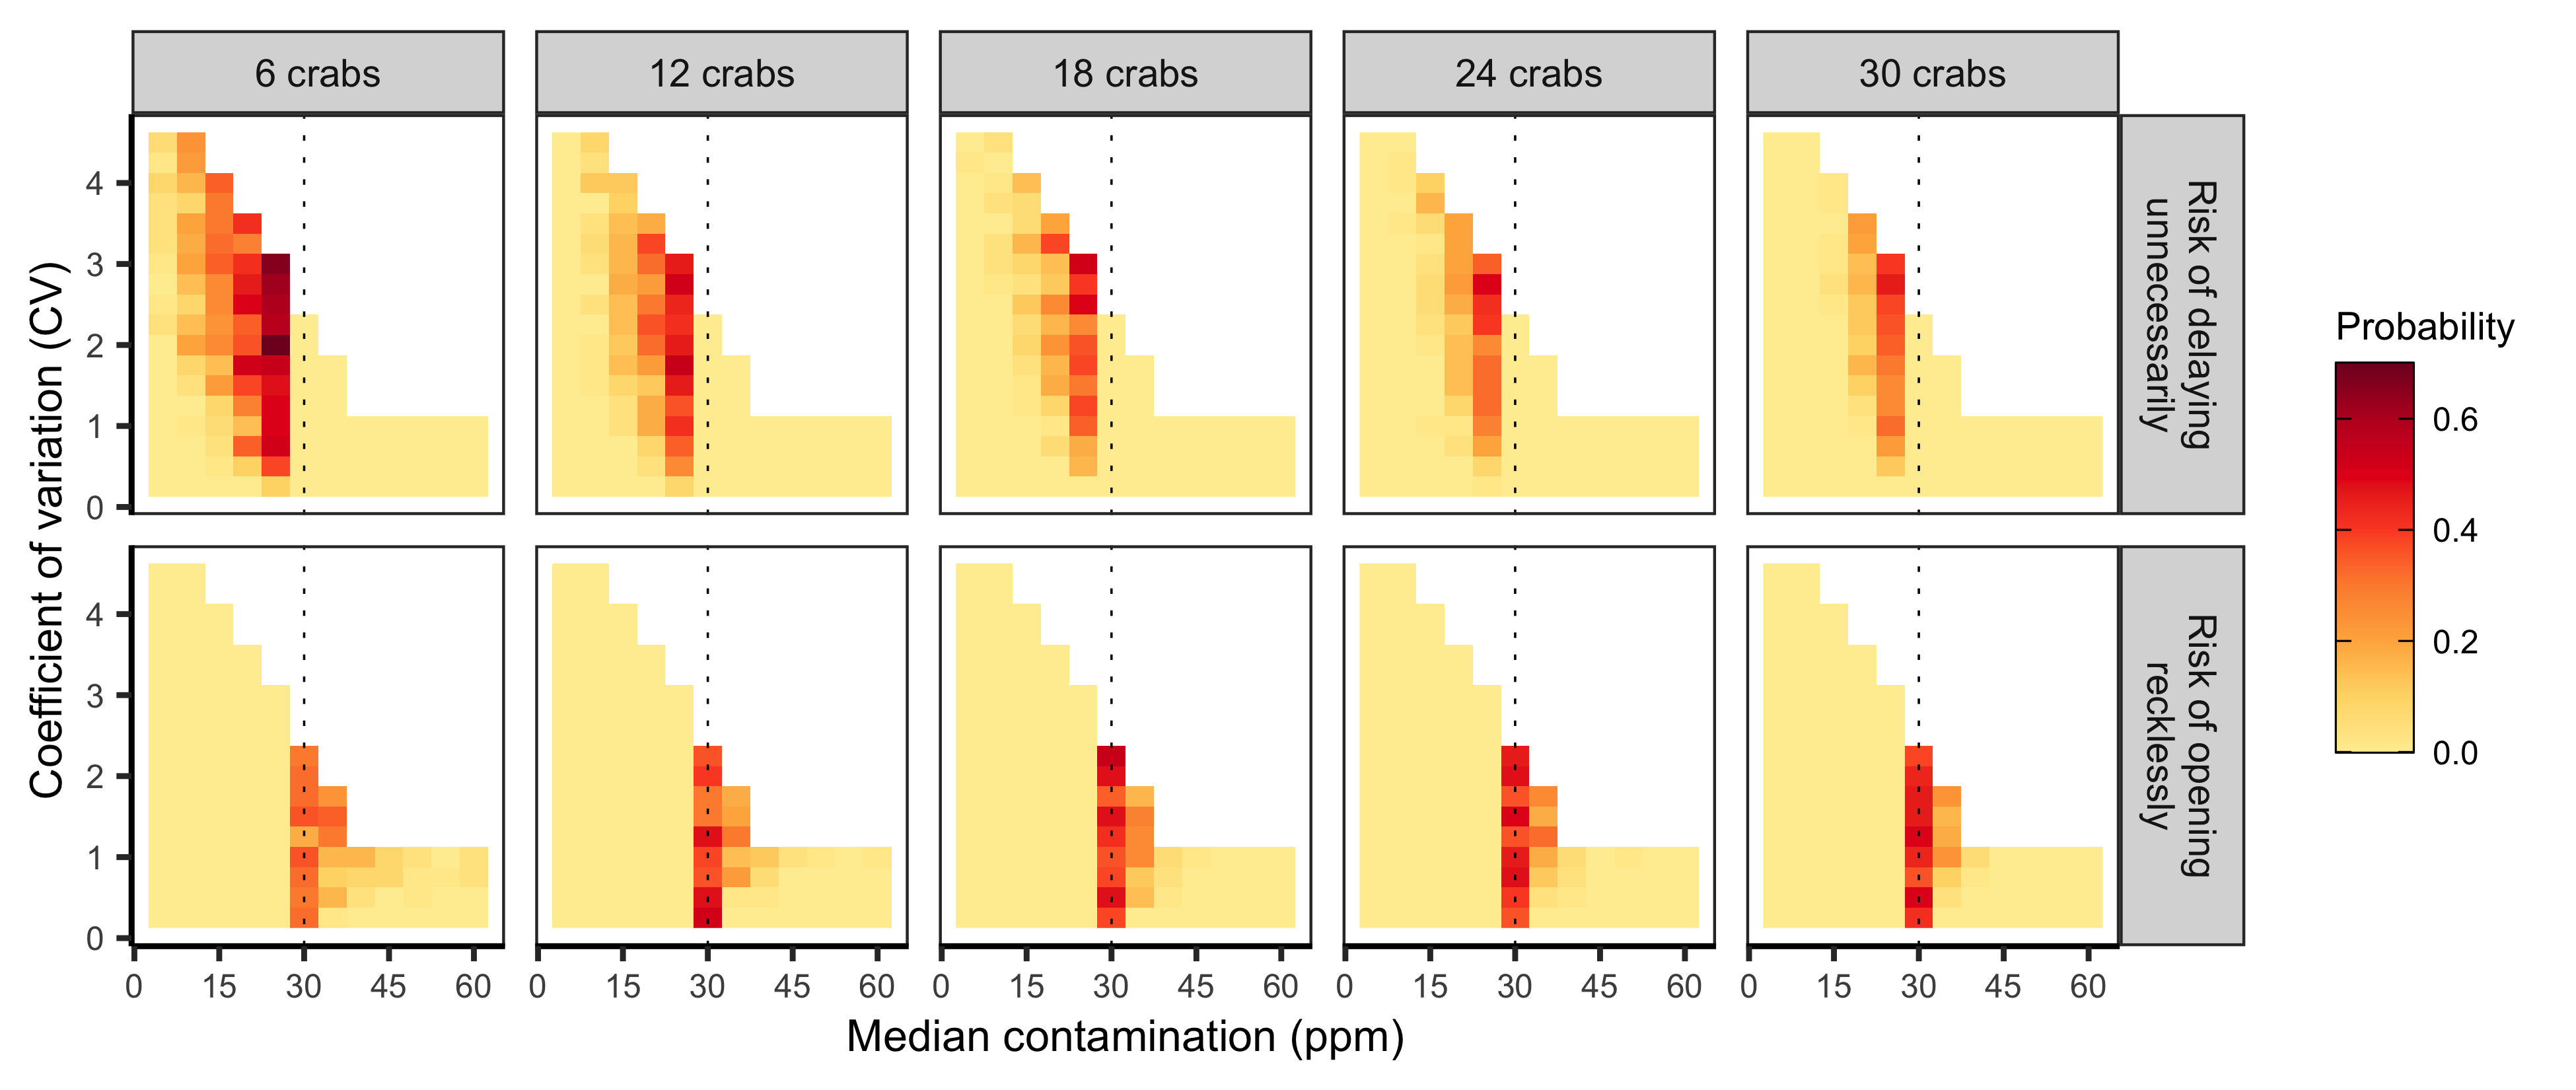 6 crabs
12 crabs
18 crabs
24 crabs
30 crabs
Coefficient of variation (CV)
4
3
2
1
0
Risk of delaying
unnecessarily
4
3
2
1
0
Risk of opening
recklessly
0 15 30 45 60
0 15 30 45 60
0 15 30 45 60
0 15 30 45 60
0 15 30 45 60
Median contamination (ppm)
Probability
0.6
0.4
0.2
0.0